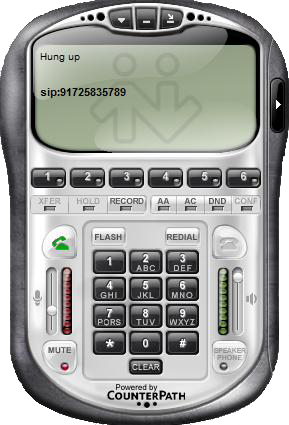 Hung up
sip:91725835789
1 2 3 4 5 6
XFER HOLD RECORD AA AC DND CONF
FLASH REDIAL
1 2 ABC 3 DEF
4 GHI 5 JKL 6 MNO
7 PQRS 8 TUV 9 WXYZ
* 0 #
MUTE CLEAR SPEAKER PHONE
Powered by
COUNTERPATH